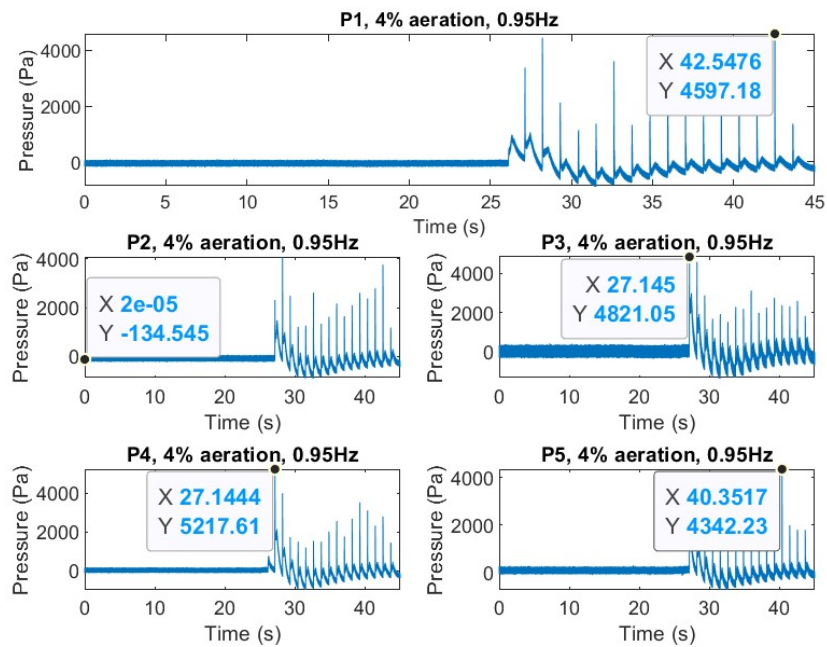 P1, 4% aeration, 0.95Hz
Pressure (Pa)
4000
2000
0
X 42.5476
Y 4597.18
0 5 10 15 20 25 30 35 40 45
Time (s)
P2, 4% aeration, 0.95Hz
Pressure (Pa)
4000
2000
0
X 2e-05
Y -134.545
0 10 20 30 40
Time (s)
P3, 4% aeration, 0.95Hz
Pressure (Pa)
4000
2000
0
X 27.145
Y 4821.05
0 10 20 30 40
Time (s)
P4, 4% aeration, 0.95Hz
Pressure (Pa)
4000
2000
0
X 27.1444
Y 5217.61
0 10 20 30 40
Time (s)
P5, 4% aeration, 0.95Hz
Pressure (Pa)
4000
2000
0
X 40.3517
Y 4342.23
0 10 20 30 40
Time (s)